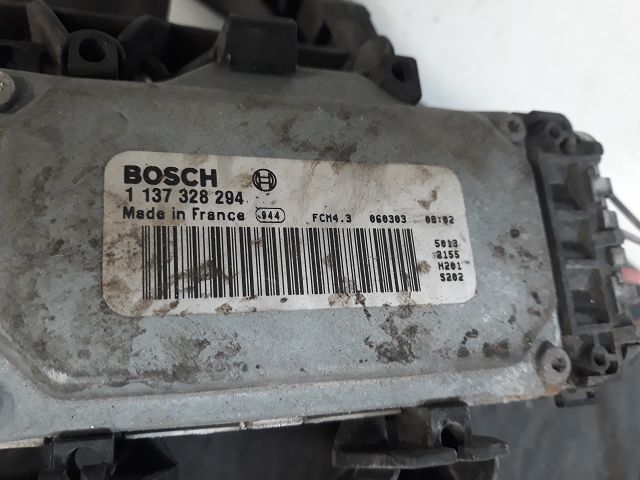 BOSCH
1 137 328 294
Made in France 944 FCM4.3 060303 08:02
5013
2155
H201
S202